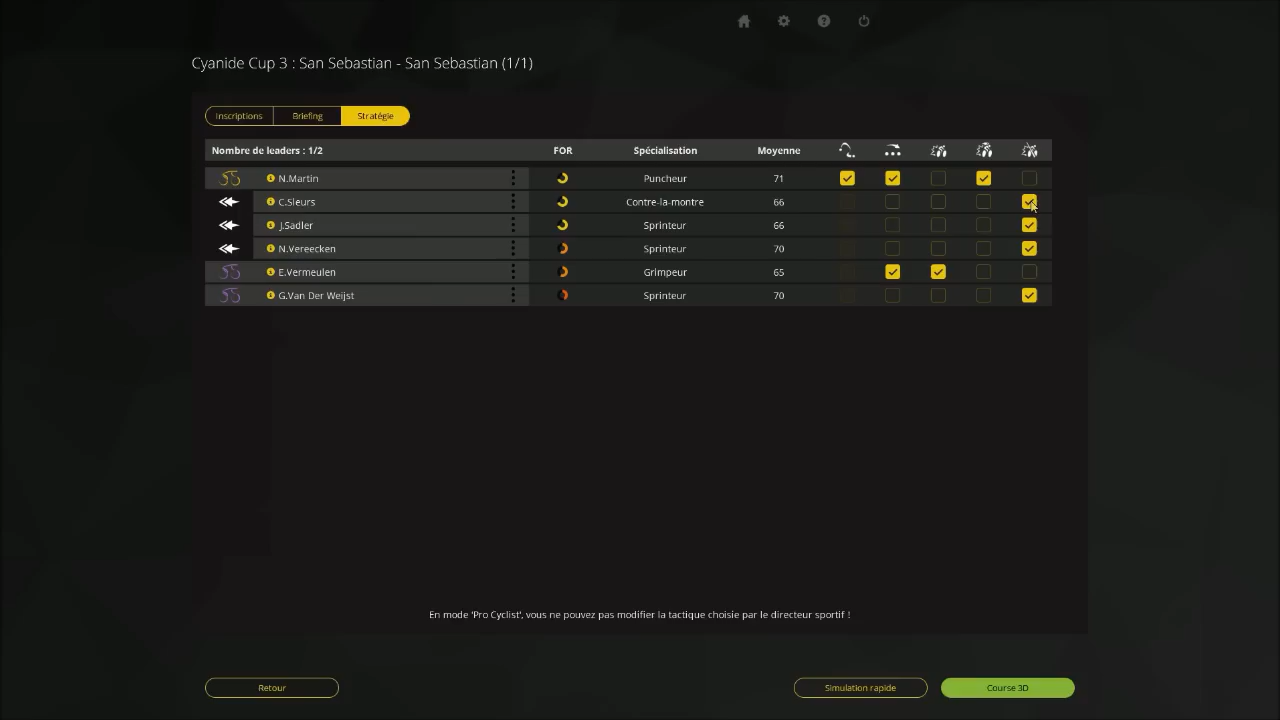 Cyanide Cup 3 : San Sebastian - San Sebastian (1/1)
Inscriptions Briefing Stratégie
Nombre de leaders : 1/2 FOR Spécialisation Moyenne
N.Martin Puncheur 71
C.Sleurs Contre-la-montre 66
J.Sadler Sprinteur 66
N.Vereecken Sprinteur 70
E.Vermeulen Grimpeur 65
G.Van Der Weijst Sprinteur 70
En mode 'Pro Cyclist', vous ne pouvez pas modifier la tactique choisie par le directeur sportif !
Retour Simulation rapide Course 3D